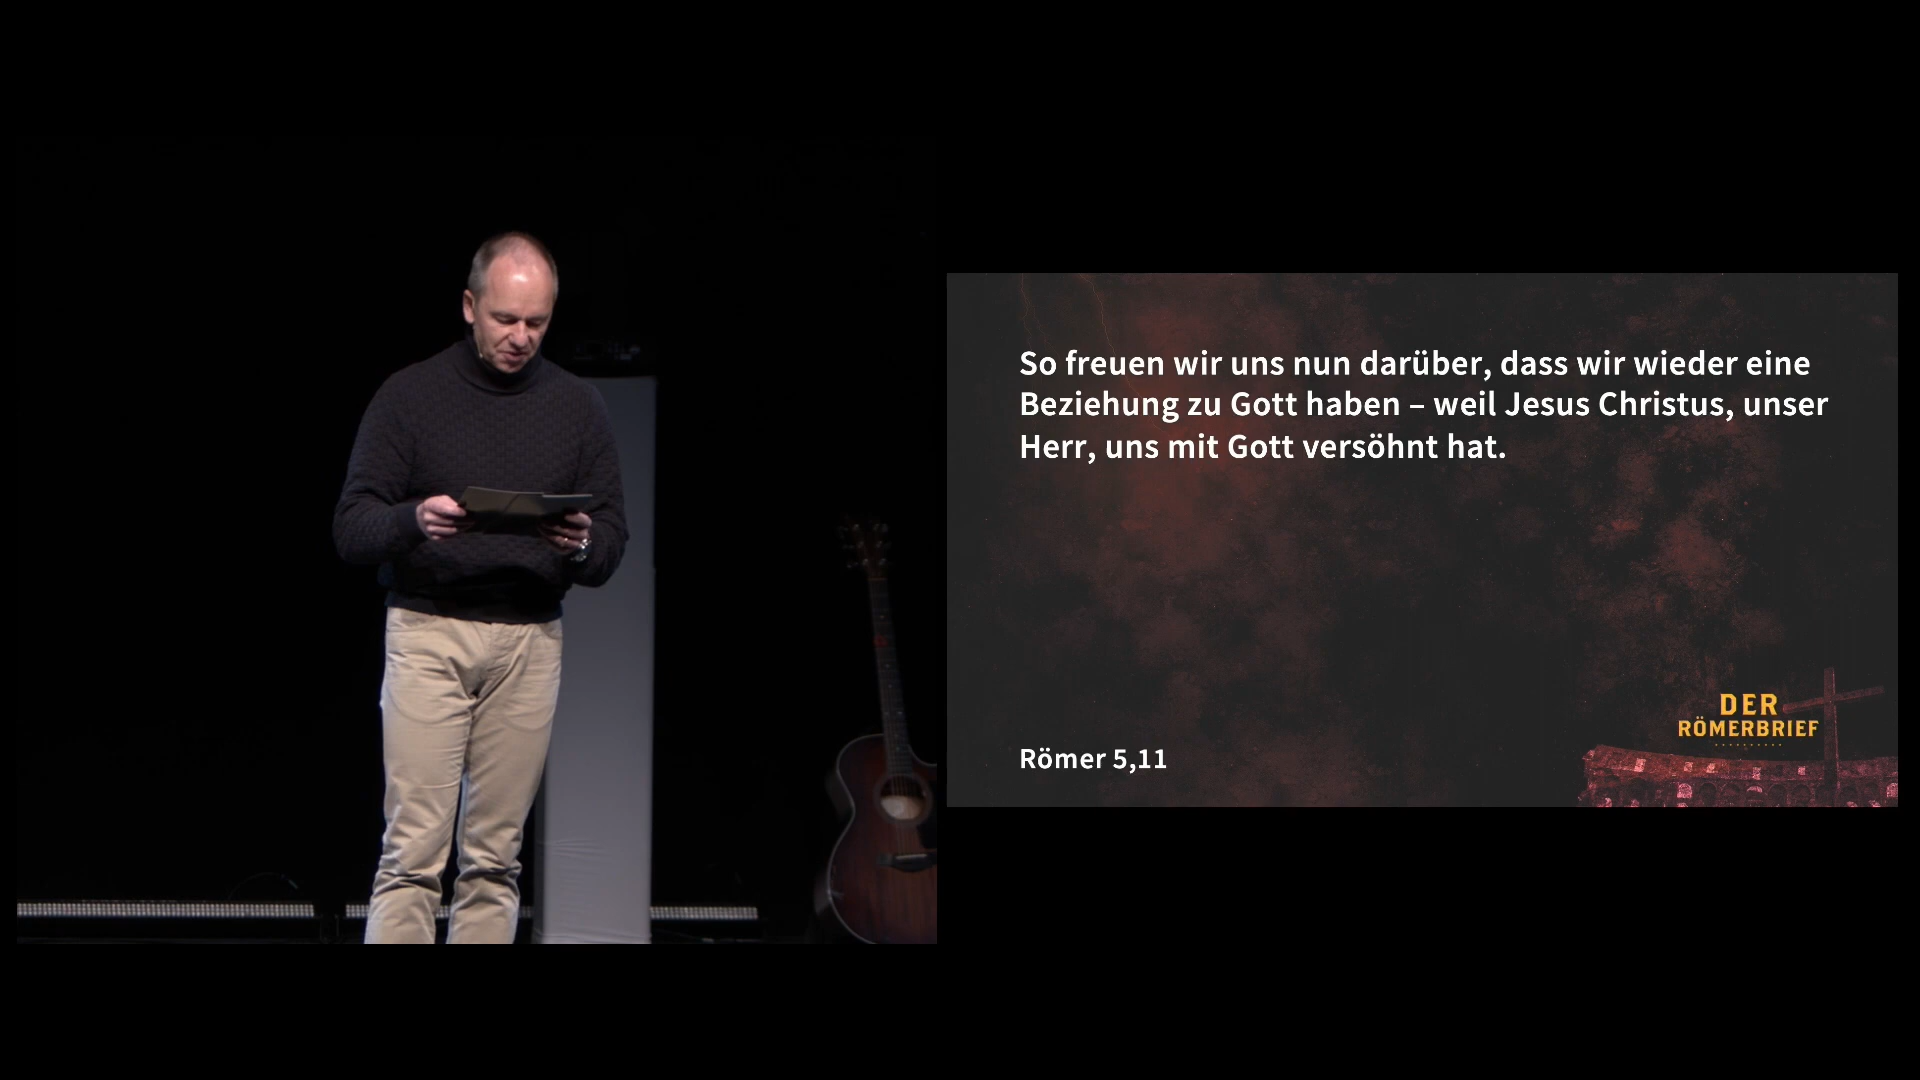 So freuen wir uns nun darüber, dass wir wieder eine
Beziehung zu Gott haben – weil Jesus Christus, unser
Herr, uns mit Gott versöhnt hat.
DER
RÖMERBRIEF
Römer 5,11